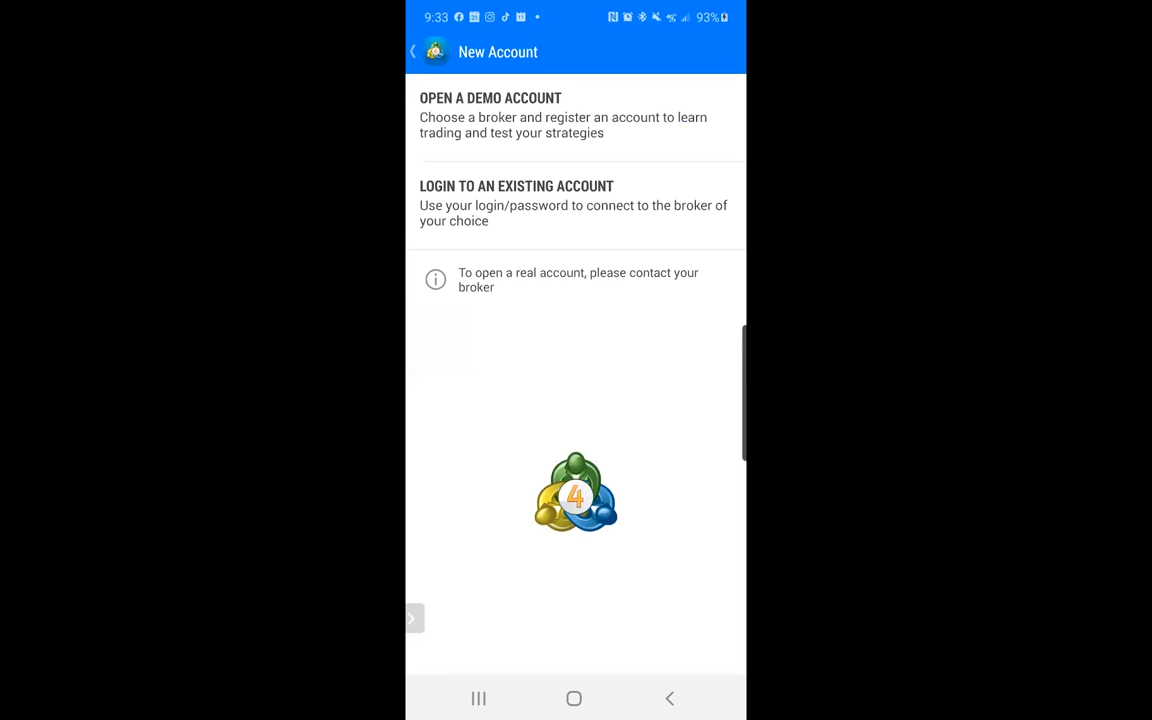 9:33 93%
New Account
OPEN A DEMO ACCOUNT
Choose a broker and register an account to learn
trading and test your strategies
LOGIN TO AN EXISTING ACCOUNT
Use your login/password to connect to the broker of
your choice
To open a real account, please contact your
broker
4